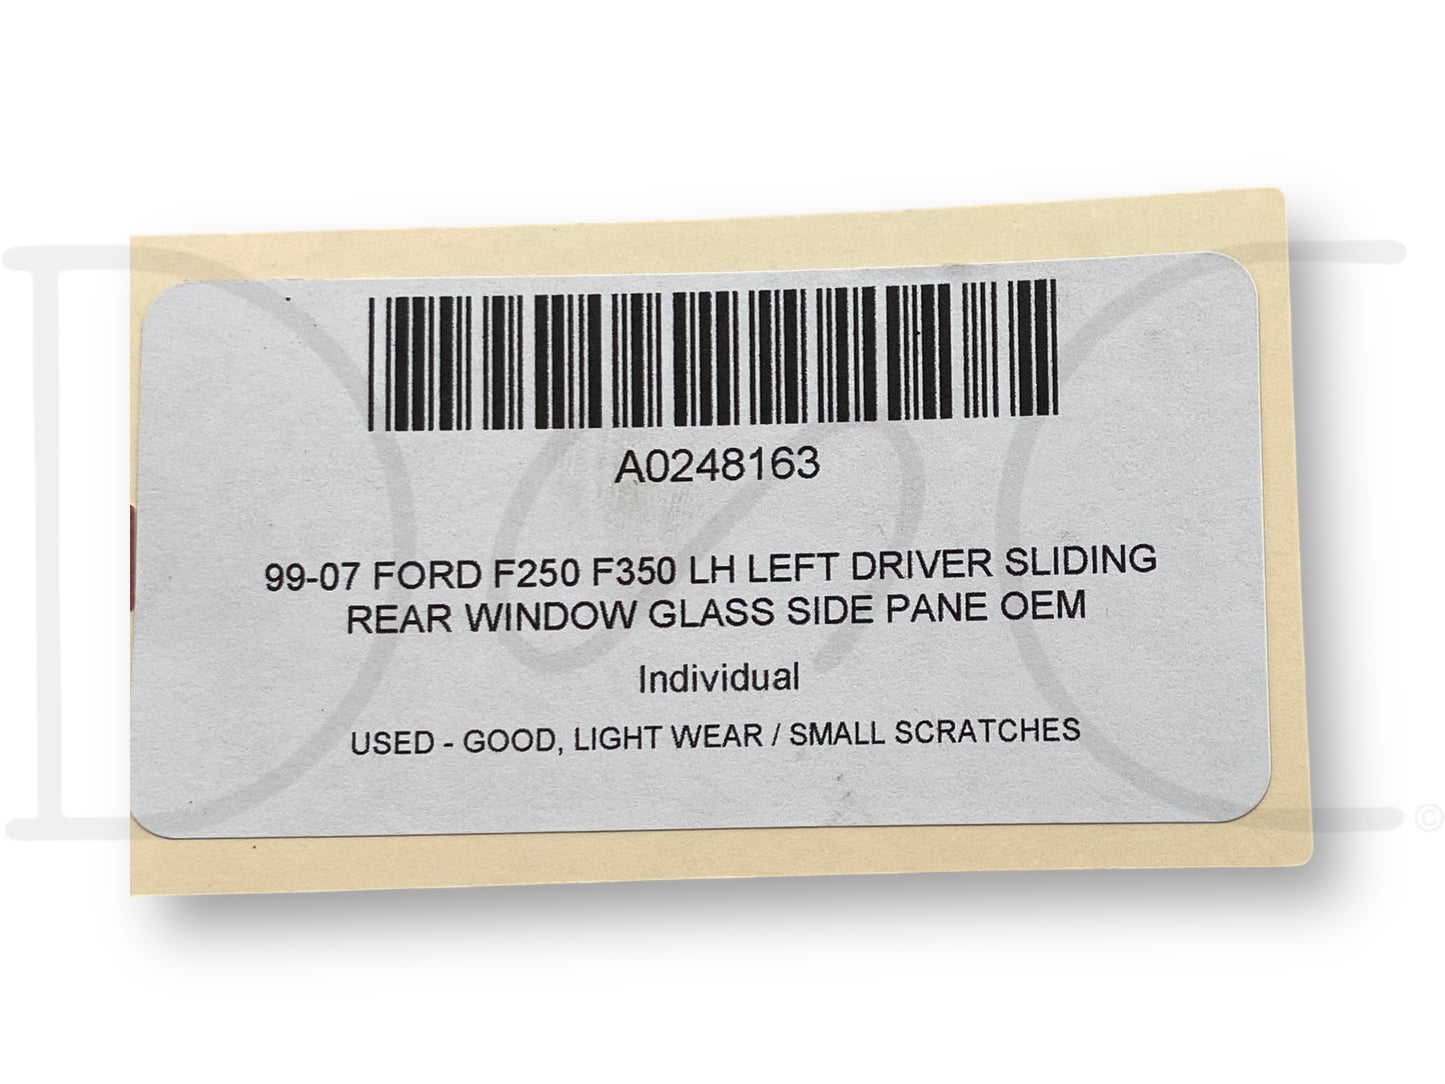 A0248163
99-07 FORD F250 F350 LH LEFT DRIVER SLIDING
REAR WINDOW GLASS SIDE PANE OEM
Individual
USED - GOOD, LIGHT WEAR / SMALL SCRATCHES